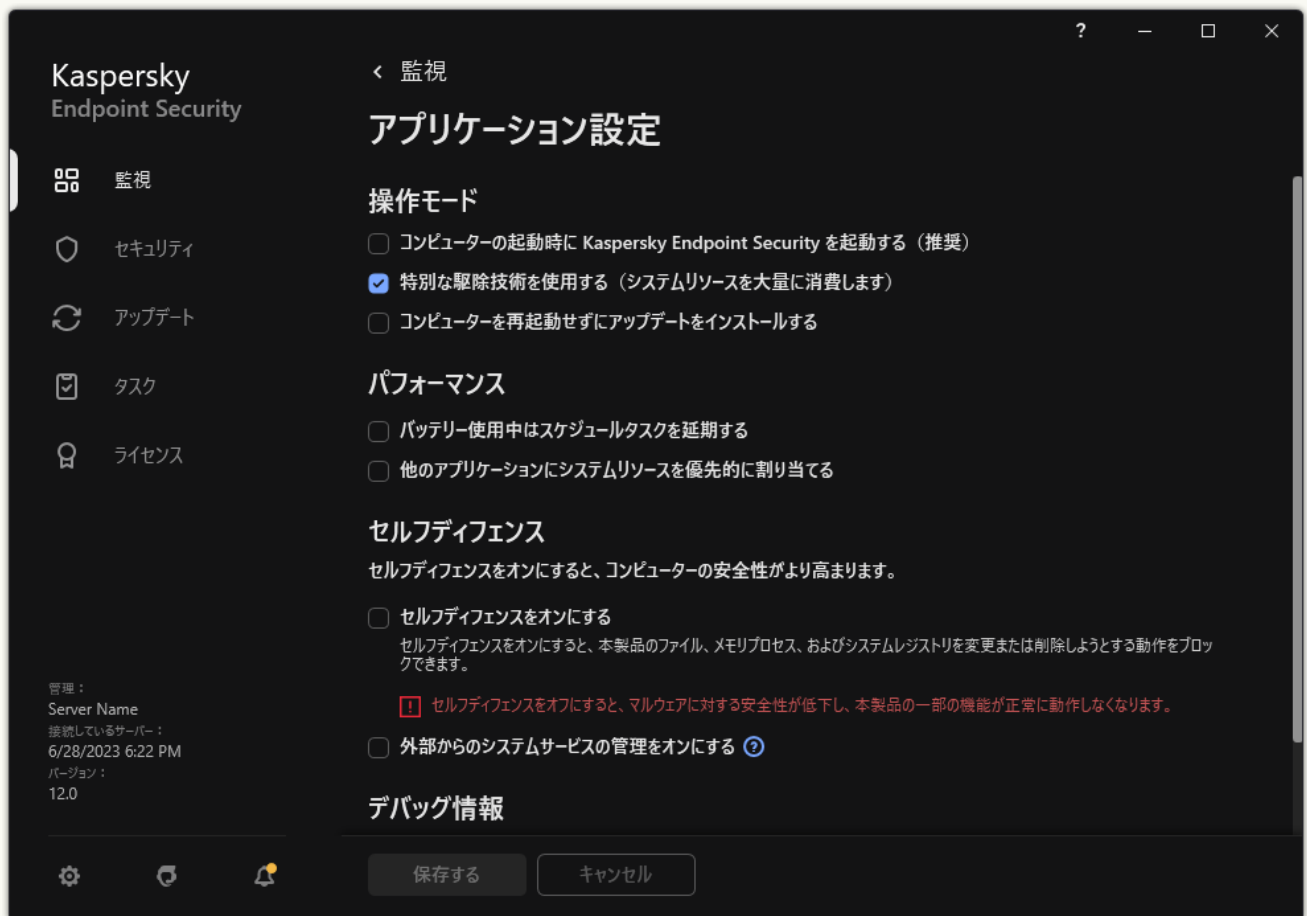 ?
Kaspersky
Endpoint Security
監視
セキュリティ
アップデート
タスク
ライセンス
管理：
Server Name
接続しているサーバー：
6/28/2023 6:22 PM
バージョン：
12.0
監視
アプリケーション設定
操作モード
コンピューターの起動時に Kaspersky Endpoint Security を起動する（推奨）
特別な駆除技術を使用する（システムリソースを大量に消費します）
コンピューターを再起動せずにアップデートをインストールする
パフォーマンス
バッテリー使用中はスケジュールタスクを延期する
他のアプリケーションにシステムリソースを優先的に割り当てる
セルフディフェンス
セルフディフェンスをオンにすると、コンピューターの安全性がより高まります。
セルフディフェンスをオンにする
セルフディフェンスをオンにすると、本製品のファイル、メモリプロセス、およびシステムレジストリを変更または削除しようとする動作をブロッ
クできます。
セルフディフェンスをオフにすると、マルウェアに対する安全性が低下し、本製品の一部の機能が正常に動作しなくなります。
外部からのシステムサービスの管理をオンにする ?
デバッグ情報
保存する
キャンセル